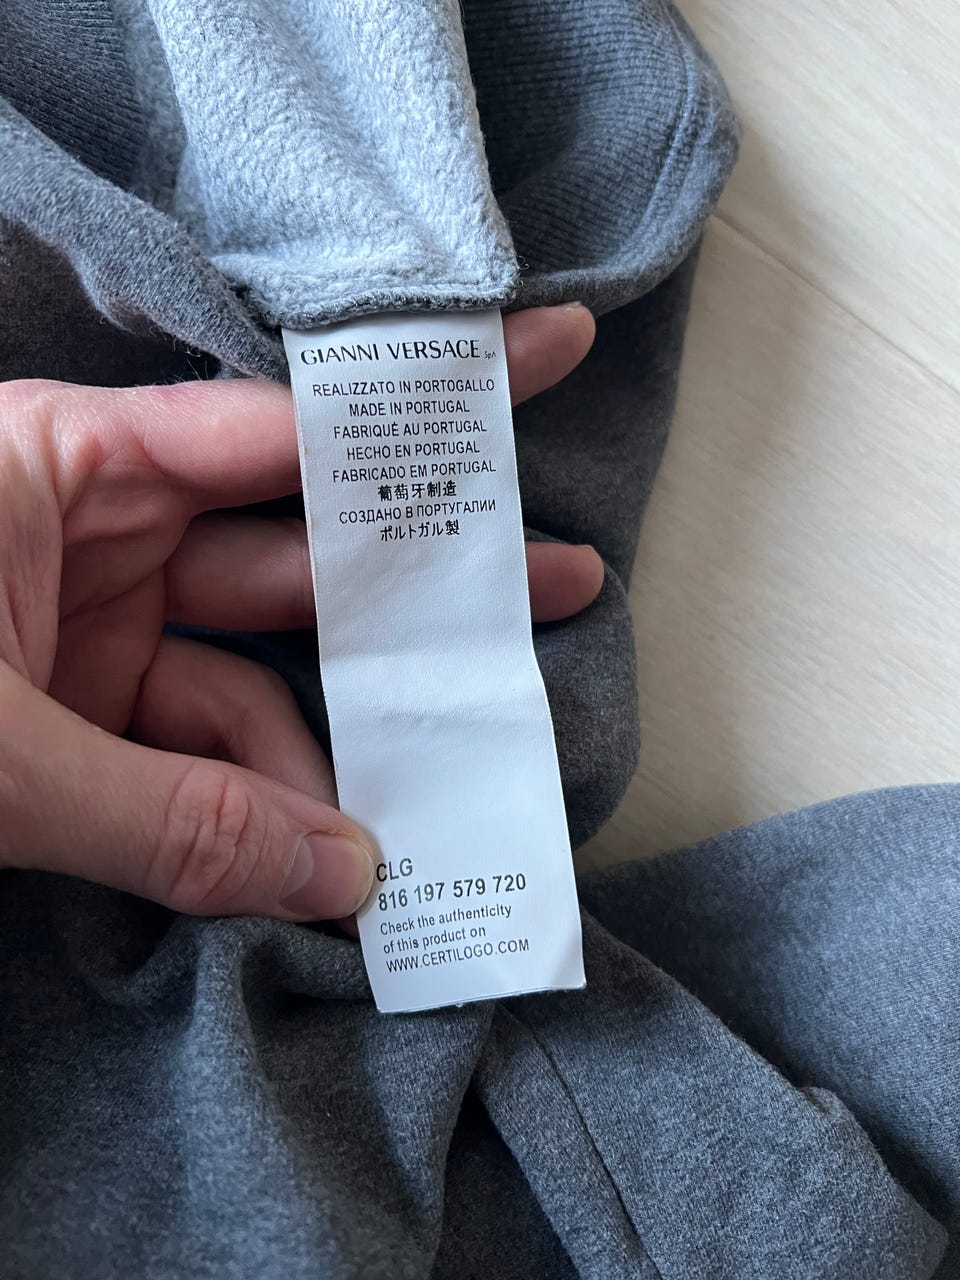 GIANNI VERSACE SpA
REALIZZATO IN PORTOGALLO
MADE IN PORTUGAL
FABRIQUÉ AU PORTUGAL
HECHO EN PORTUGAL
FABRICADO EM PORTUGAL
葡萄牙制造
СОЗДАНО В ПОРТУГАЛИИ
ポルトガル製
CLG
816 197 579 720
Check the authenticity
of this product on
WWW.CERTILOGO.COM